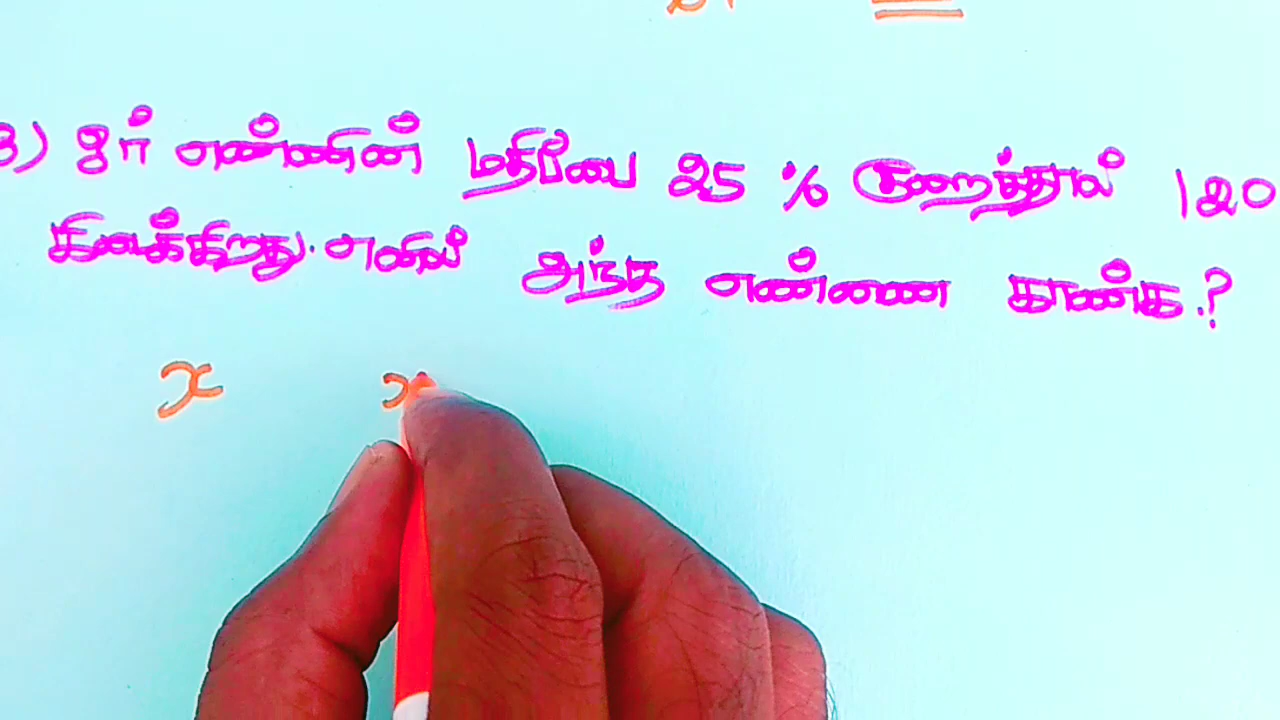 3) ஓர் எண்ணின் மதிப்பை 25 % குறைத்தால் 120
கிடைக்கிறது. எனில் அந்த எண்ணை காண்க.?
x x